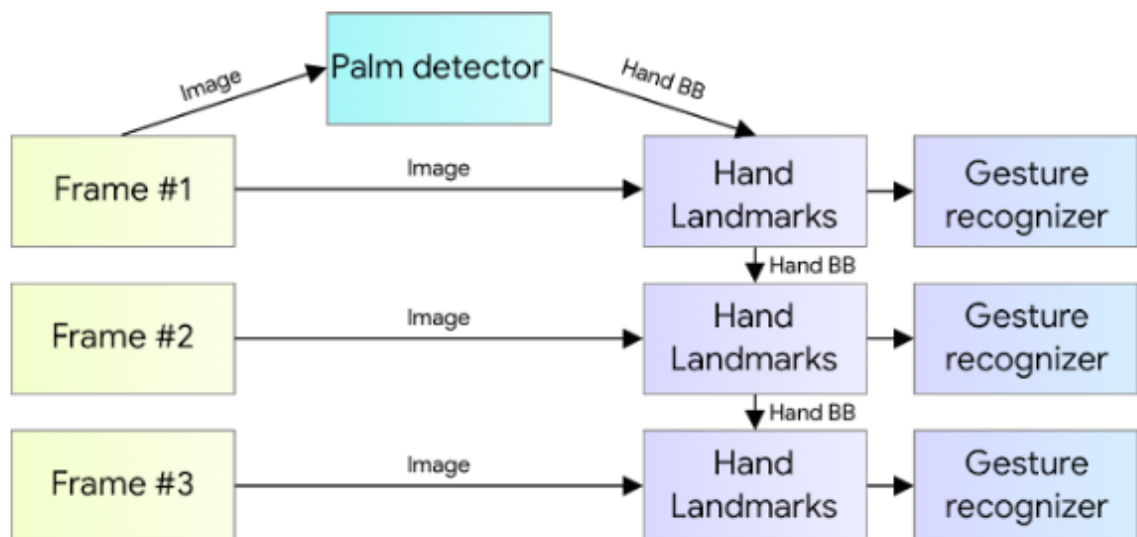 Palm detector
Image
Hand BB
Frame #1
Image
Hand
Landmarks
Gesture
recognizer
Hand BB
Frame #2
Image
Hand
Landmarks
Gesture
recognizer
Hand BB
Frame #3
Image
Hand
Landmarks
Gesture
recognizer